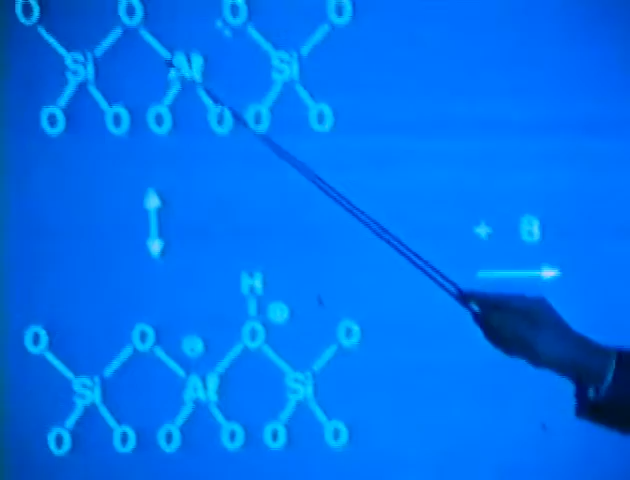 O O O O
Si Al Si
O O O O O O
+ B
H
O O O ⊕ O
⊖
Si Al Si
O O O O O O